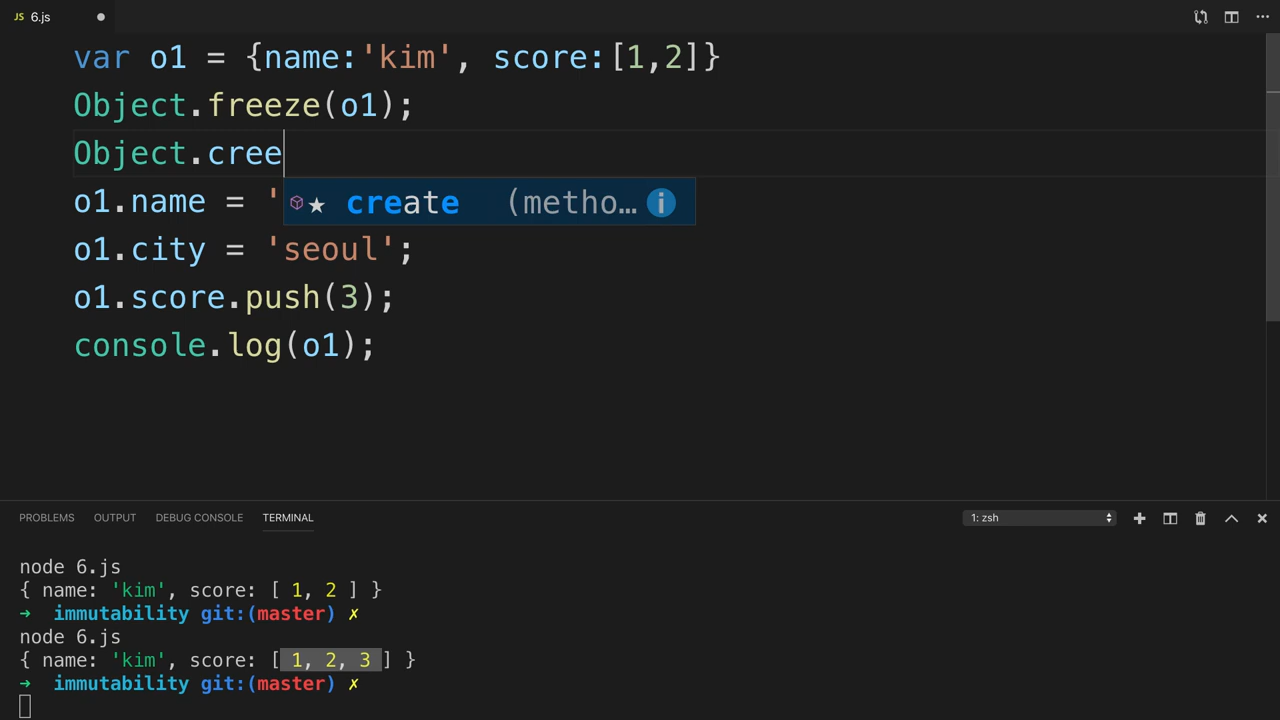 JS 6.js
var o1 = {name:'kim', score:[1,2]}
Object.freeze(o1);
Object.cree
o1.name = '
create (metho…
o1.city = 'seoul';
o1.score.push(3);
console.log(o1);
PROBLEMS OUTPUT DEBUG CONSOLE TERMINAL 1: zsh
node 6.js
{ name: 'kim', score: [ 1, 2 ] }
➜ immutability git:(master) ✗
node 6.js
{ name: 'kim', score: [ 1, 2, 3 ] }
➜ immutability git:(master) ✗